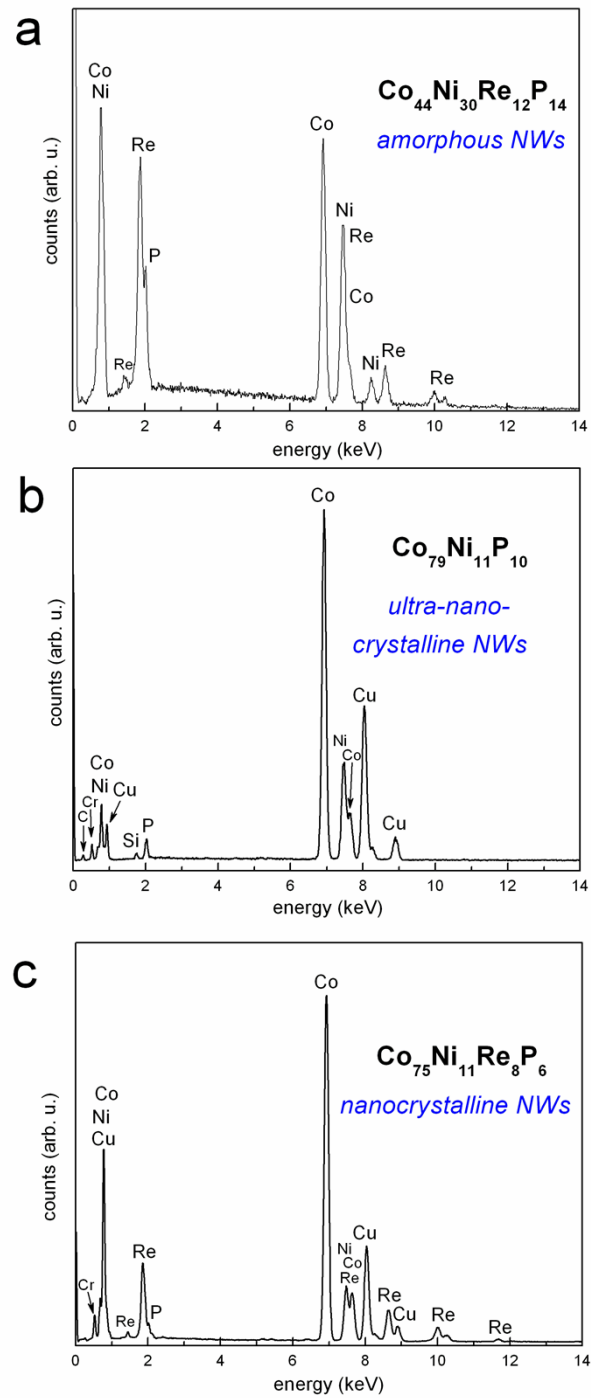 a
Co
Ni
Re
P
Re
Co
Ni
Re
Co
Ni
Re
Re
Co₄₄Ni₃₀Re₁₂P₁₄
amorphous NWs
counts (arb. u.)
0 2 4 6 8 10 12 14
energy (keV)
b
Co
Co₇₉Ni₁₁P₁₀
ultra-nano-
crystalline NWs
Co
Ni
Cr
C
Cu
Si
P
Ni
Co
Cu
Cu
counts (arb. u.)
0 2 4 6 8 10 12 14
energy (keV)
c
Co
Co₇₅Ni₁₁Re₈P₆
nanocrystalline NWs
Co
Ni
Cu
Cr
Re
Re
P
Ni
Co
Re
Cu
Re
Cu
Re
Re
counts (arb. u.)
0 2 4 6 8 10 12 14
energy (keV)